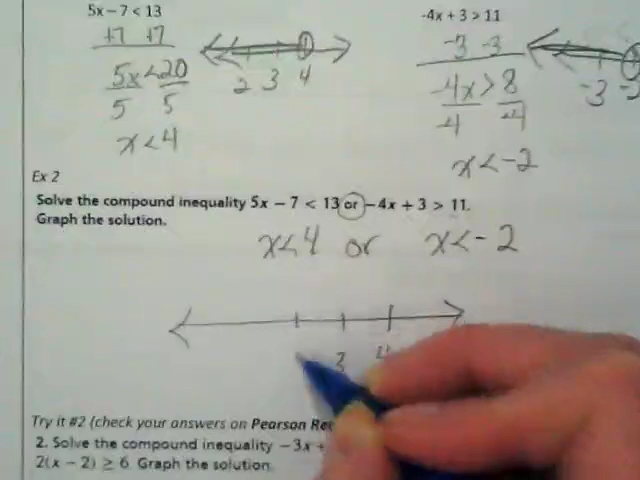 5x – 7 < 13
-4x + 3 > 11
+7 +7
-3 -3
5x < 20
2 3 4
-4x > 8
-3
5 5
-4 -4
x < 4
x < -2
Ex 2
Solve the compound inequality 5x – 7 < 13 or –4x + 3 > 11.
Graph the solution.
x < 4 or x < -2
3 4
Try it #2 (check your answers on Pearson
2. Solve the compound inequality –3x +
2(x – 2) ≥ 6 Graph the solution